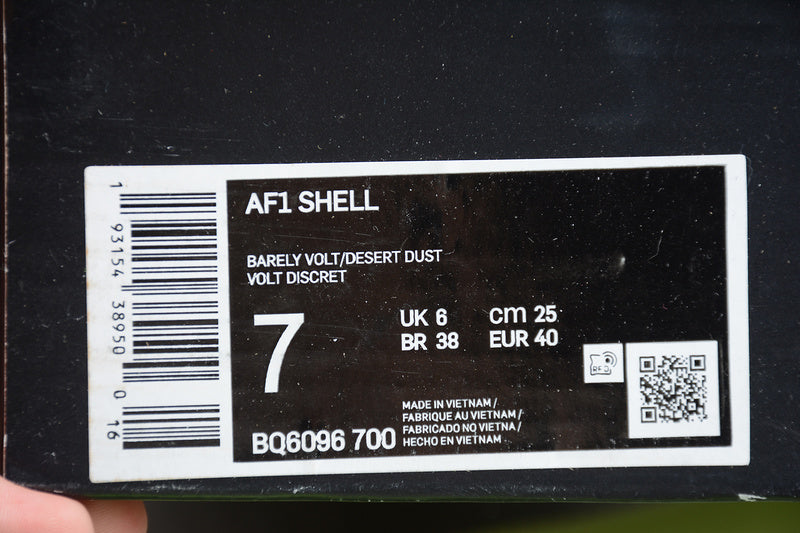 AF1 SHELL
BARELY VOLT/DESERT DUST
VOLT DISCRET
7
UK 6 cm 25
BR 38 EUR 40
BQ6096 700
MADE IN VIETNAM /
FABRIQUE AU VIETNAM /
FABRICADO NO VIETNA /
HECHO EN VIETNAM
RFID
1 93154 38950 0 16